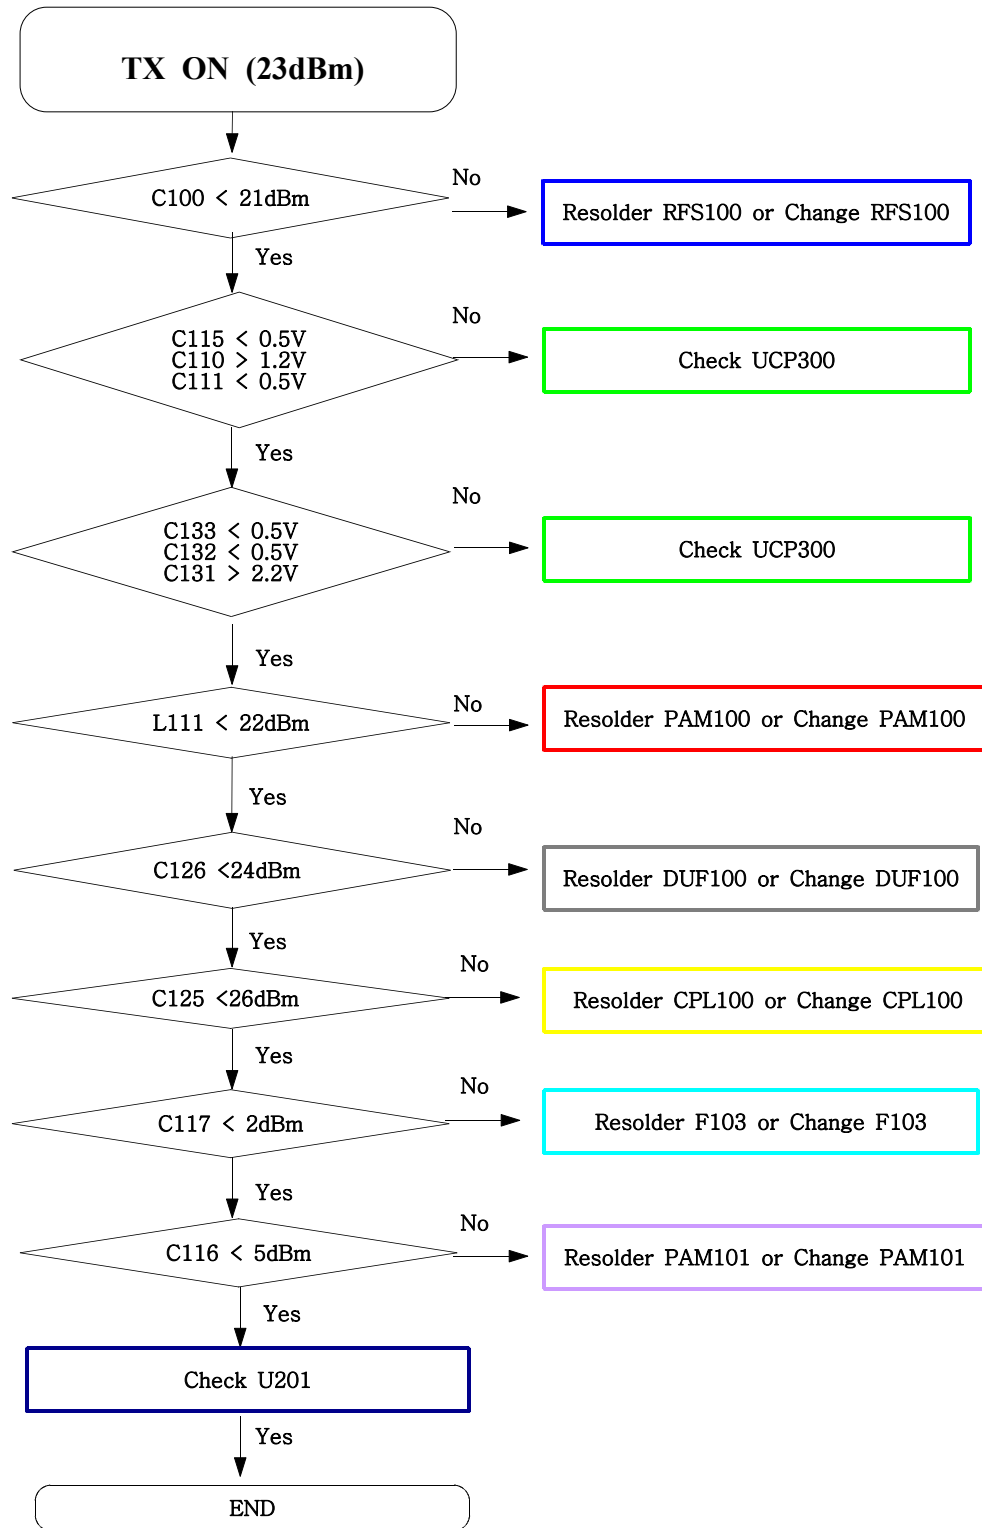 TX ON (23dBm)
C100 < 21dBm
No
Resolder RFS100 or Change RFS100
Yes
C115 < 0.5V
C110 > 1.2V
C111 < 0.5V
No
Check UCP300
Yes
C133 < 0.5V
C132 < 0.5V
C131 > 2.2V
No
Check UCP300
Yes
L111 < 22dBm
No
Resolder PAM100 or Change PAM100
Yes
C126 <24dBm
No
Resolder DUF100 or Change DUF100
Yes
C125 <26dBm
No
Resolder CPL100 or Change CPL100
Yes
C117 < 2dBm
No
Resolder F103 or Change F103
Yes
C116 < 5dBm
No
Resolder PAM101 or Change PAM101
Yes
Check U201
Yes
END